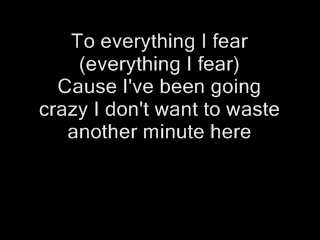 To everything I fear
(everything I fear)
Cause I've been going
crazy I don't want to waste
another minute here